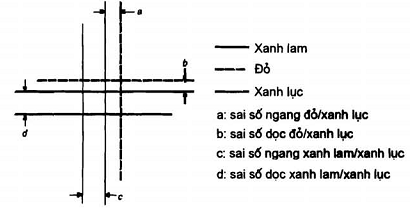 a
b
d
c
Xanh lam
Đỏ
Xanh lục
a: sai số ngang đỏ/xanh lục
b: sai số dọc đỏ/xanh lục
c: sai số ngang xanh lam/xanh lục
d: sai số dọc xanh lam/xanh lục